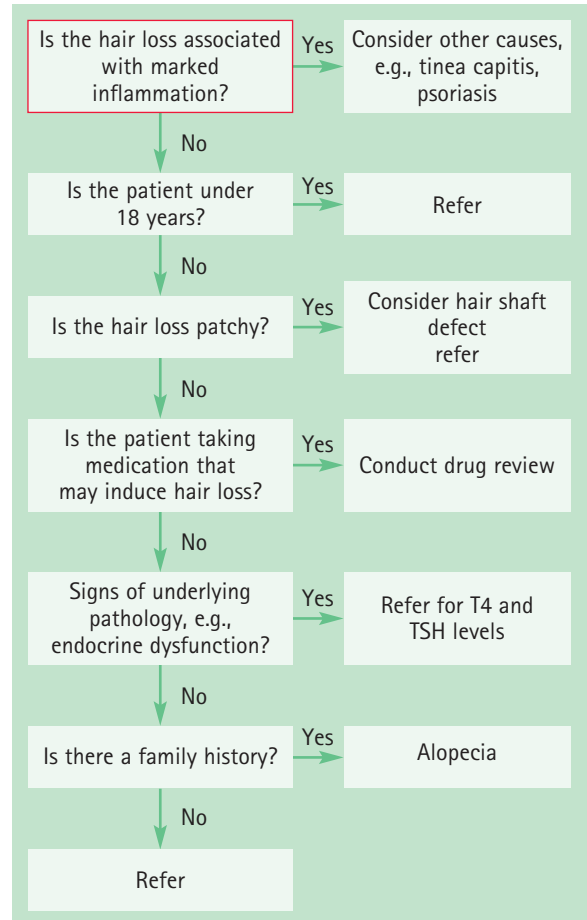 Is the hair loss associated
with marked
inflammation?
Yes
Consider other causes,
e.g., tinea capitis,
psoriasis
No
Is the patient under
18 years?
Yes
Refer
No
Is the hair loss patchy?
Yes
Consider hair shaft
defect
refer
No
Is the patient taking
medication that
may induce hair loss?
Yes
Conduct drug review
No
Signs of underlying
pathology, e.g.,
endocrine dysfunction?
Yes
Refer for T4 and
TSH levels
No
Is there a family history?
Yes
Alopecia
No
Refer